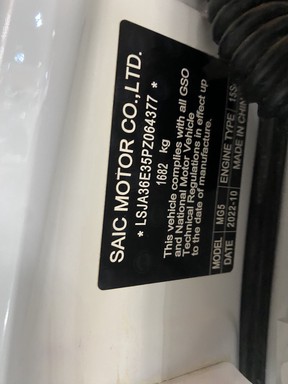 SAIC MOTOR CO.,LTD.
* LSJA36E35PZ064377 *
1682 kg
This vehicle complies with all GSO
and National Motor Vehicle
Technical Regulations in effect up
to the date of manufacture.
MODEL MG5 ENGINE TYPE
DATE 2022-10 MADE IN CHINA